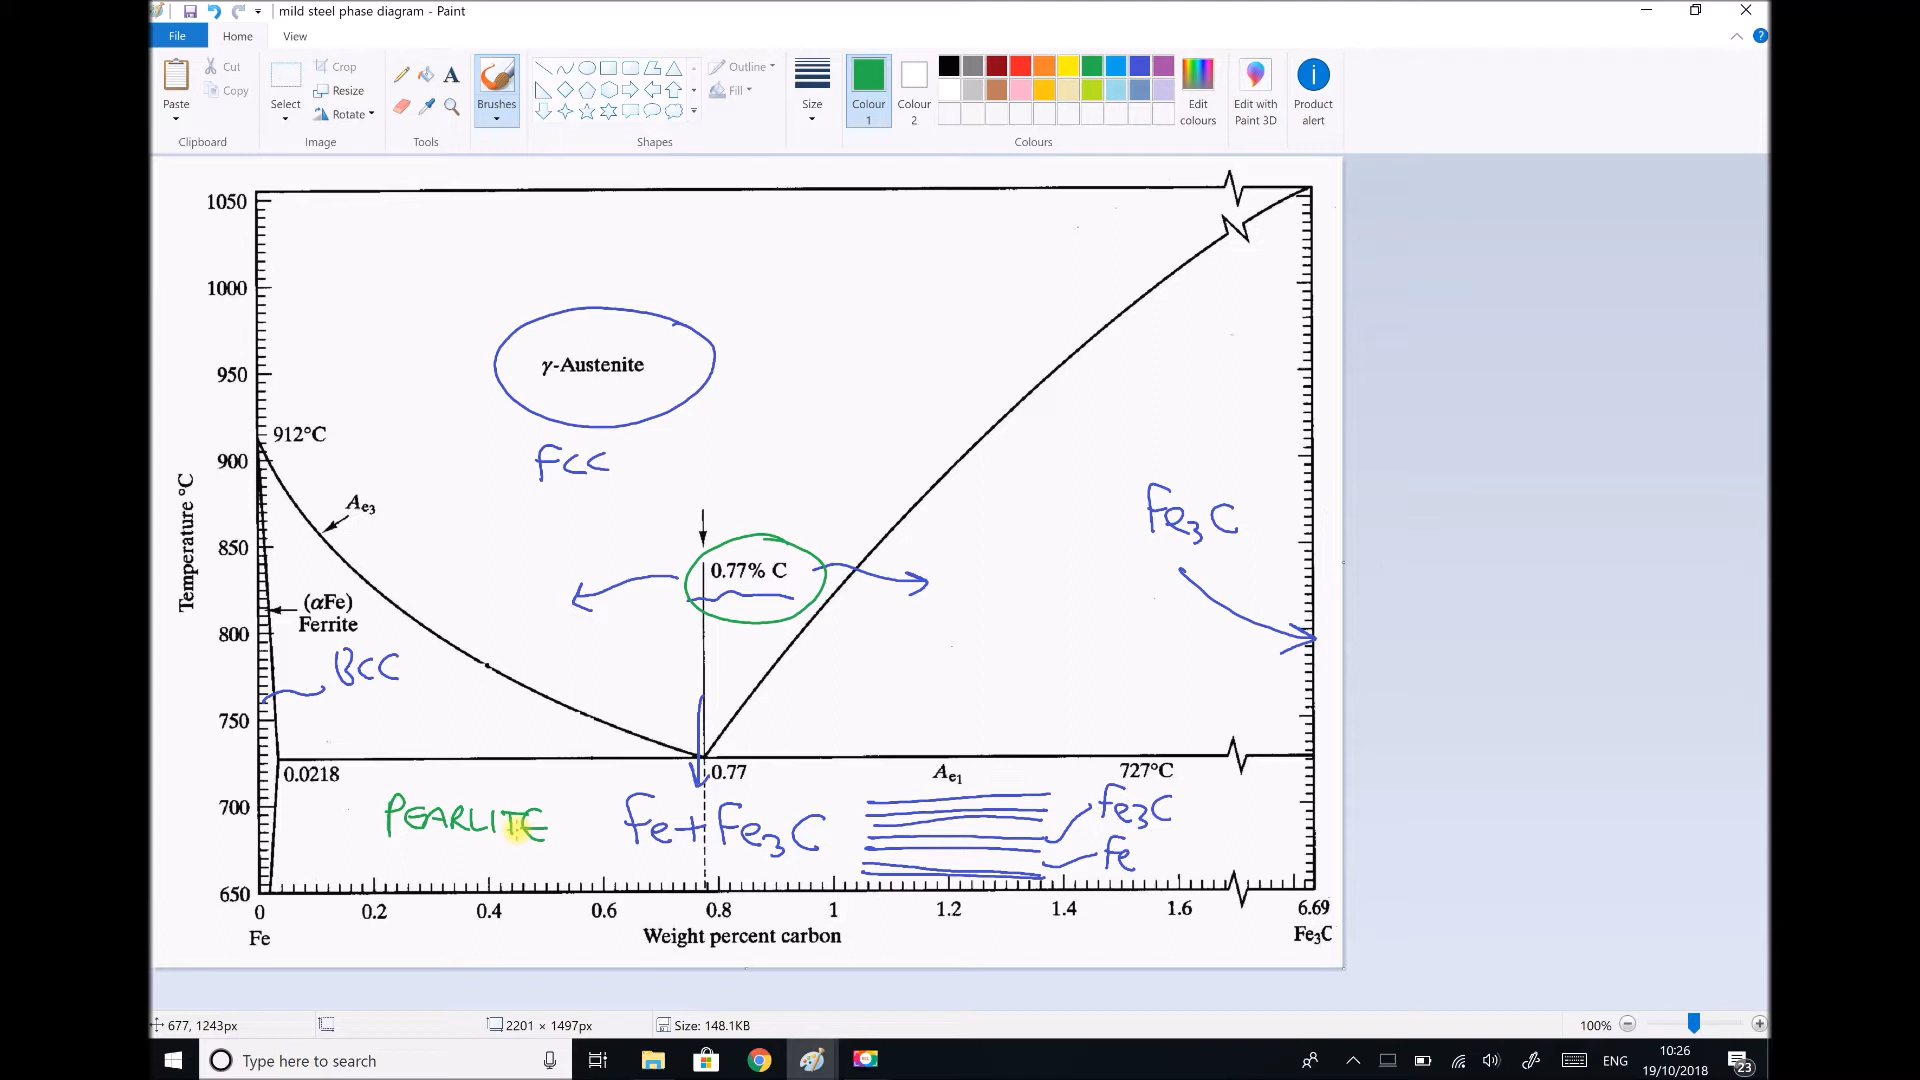 mild steel phase diagram - Paint
File Home View
Paste
Cut
Copy
Clipboard
Select
Crop
Resize
Rotate
Image
A
Tools
Brushes
Outline
Fill
Shapes
Size
Colour 1
Colour 2
Edit colours
Edit with Paint 3D
Product alert
Colours
1050
1000
950
900
850
800
750
700
650
Temperature °C
γ-Austenite
FCC
912°C
Ae3
(αFe)
Ferrite
BCC
0.77% C
Fe3C
0.0218
0.77
Ae1
727°C
PEARLITE
Fe+Fe3C
Fe3C
Fe
0 0.2 0.4 0.6 0.8 1 1.2 1.4 1.6 6.69
Fe
Weight percent carbon
Fe3C
677, 1243px
2201 × 1497px
Size: 148.1KB
100%
Type here to search
ENG
10:26
19/10/2018
23